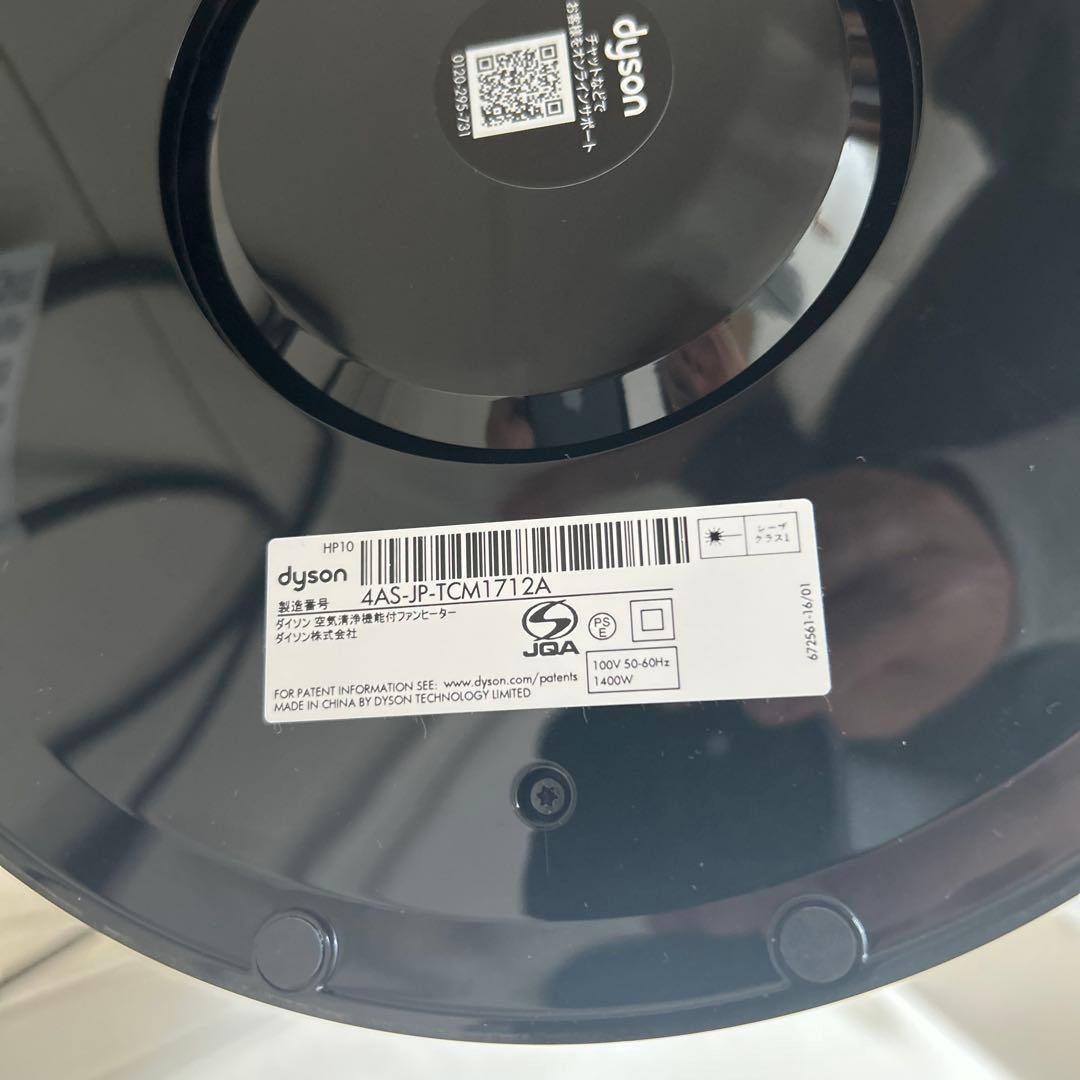 dyson
チャットなどで
お客様をオンラインサポート
0120-295-731
HP10
dyson
製造番号 4AS-JP-TCM1712A
ダイソン 空気清浄機能付ファンヒーター
ダイソン株式会社
JQA
PS
E
レーザ
クラス1
100V 50-60Hz
1400W
FOR PATENT INFORMATION SEE: www.dyson.com/patents
MADE IN CHINA BY DYSON TECHNOLOGY LIMITED
672561-16/01